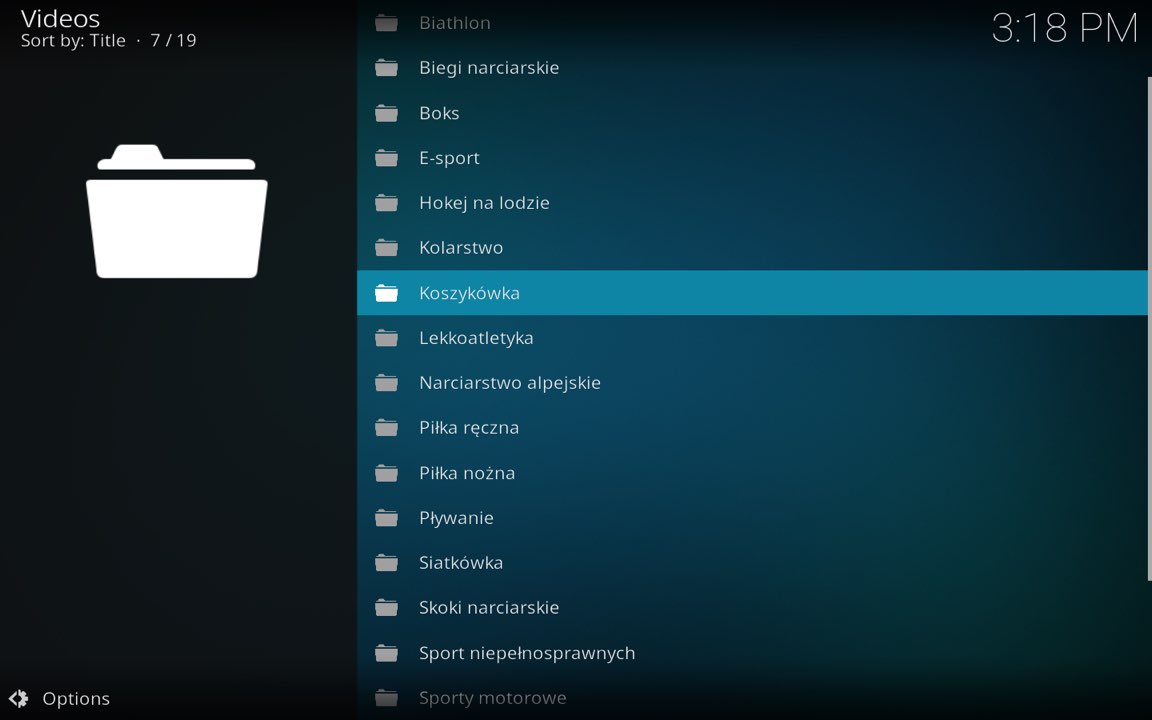 Videos
Sort by: Title · 7 / 19
3:18 PM
Biathlon
Biegi narciarskie
Boks
E-sport
Hokej na lodzie
Kolarstwo
Koszykówka
Lekkoatletyka
Narciarstwo alpejskie
Piłka ręczna
Piłka nożna
Pływanie
Siatkówka
Skoki narciarskie
Sport niepełnosprawnych
Sporty motorowe
Options